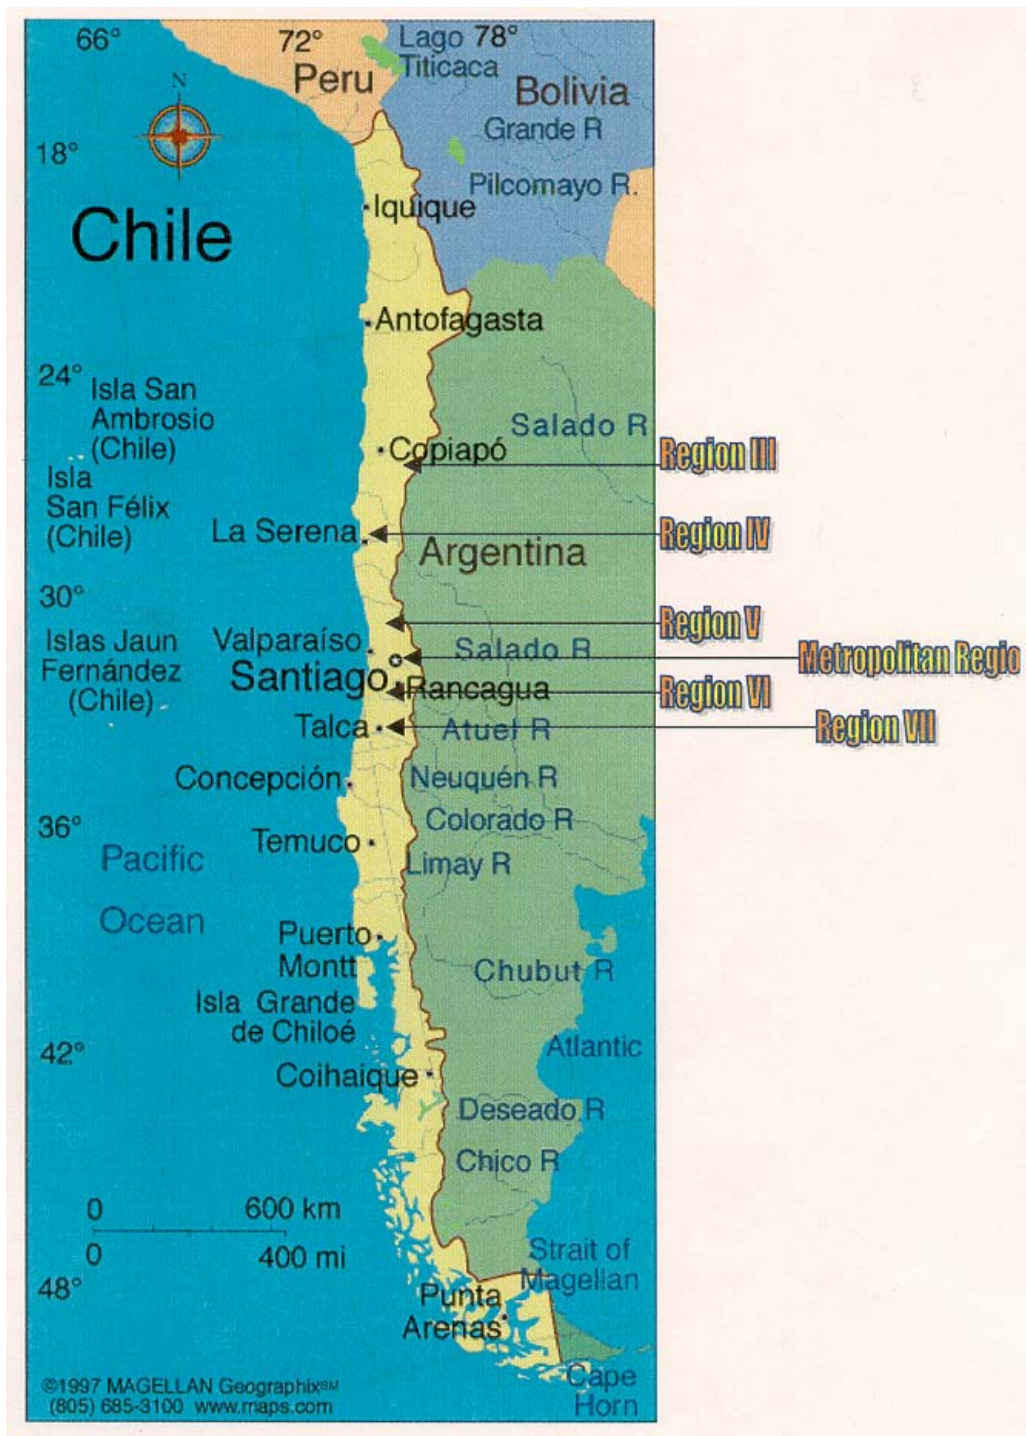 66°
72°
Lago 78°
Titicaca
Peru
Bolivia
N
Grande R
18°
Pilcomayo R.
Iquique
Chile
Antofagasta
24°
Isla San
Ambrosio
(Chile)
Salado R
Copiapó
Region III
Isla
San Félix
(Chile)
La Serena
Region IV
Argentina
30°
Region V
Islas Jaun
Fernández
(Chile)
Valparaíso
Salado R
Metropolitan Regio
Santiago
Rancagua
Region VI
Talca
Atuel R
Region VII
Concepción
Neuquén R
36°
Colorado R
Temuco
Pacific
Ocean
Limay R
Puerto
Montt
Chubut R
Isla Grande
de Chiloé
42°
Atlantic
Coihaique
Deseado R
Chico R
0 600 km
0 400 mi
Strait of
Magellan
48°
Punta
Arenas
Cape
Horn
©1997 MAGELLAN Geographix℠
(805) 685-3100 www.maps.com